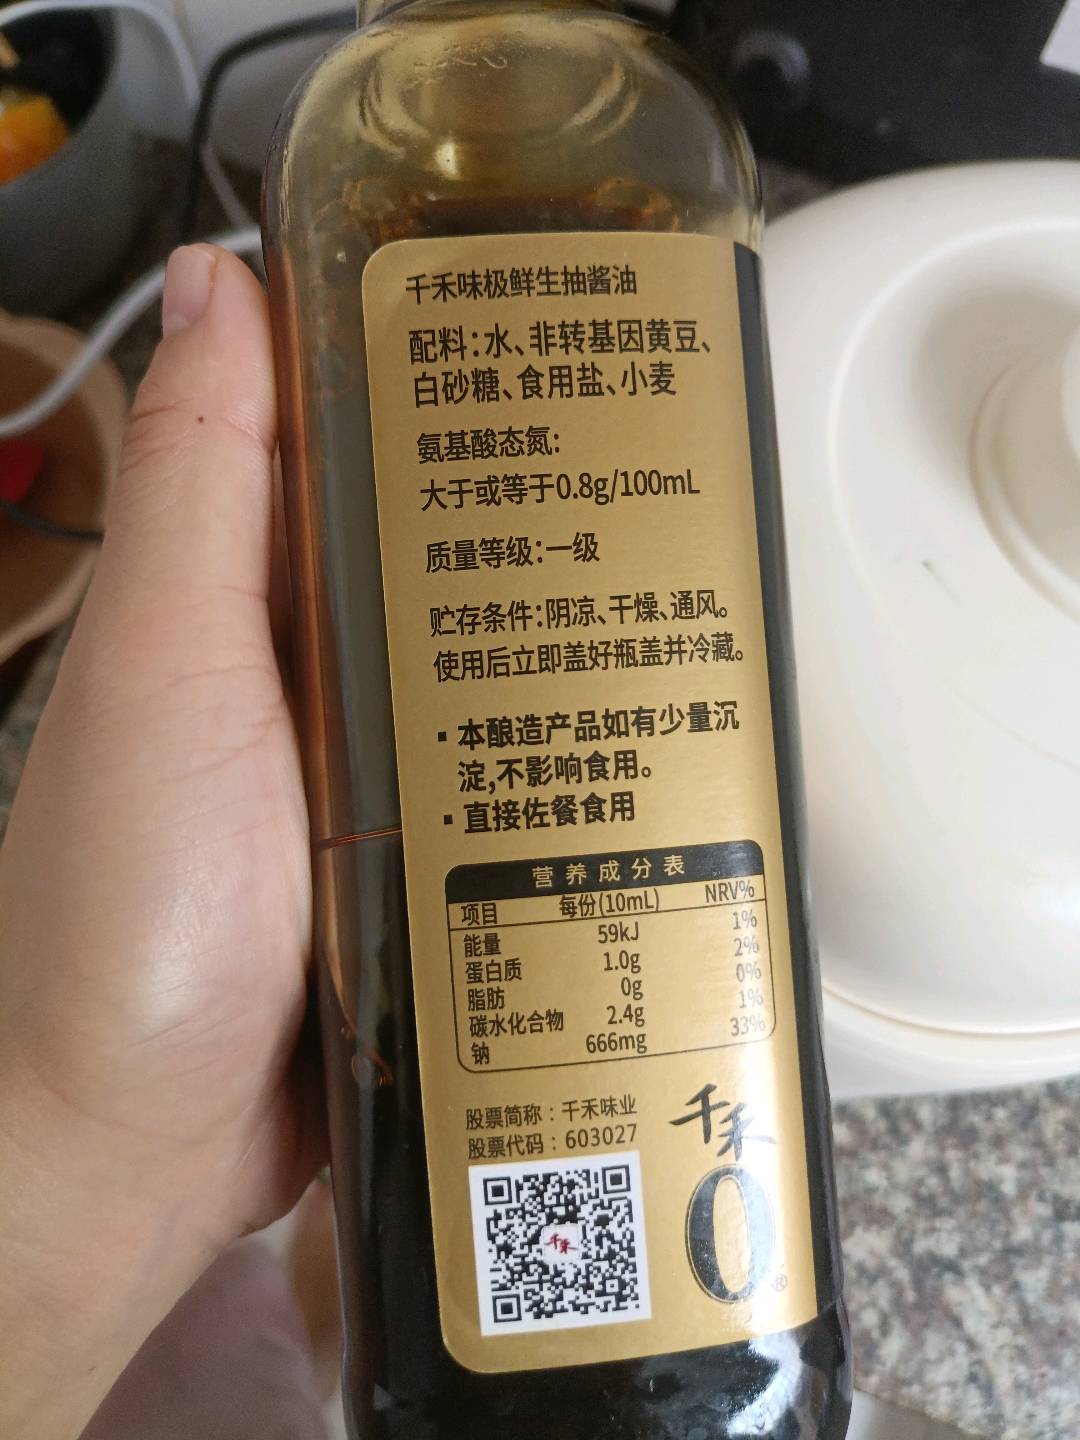 千禾味极鲜生抽酱油
配料:水、非转基因黄豆、
白砂糖、食用盐、小麦
氨基酸态氮:
大于或等于0.8g/100mL
质量等级:一级
贮存条件:阴凉、干燥、通风。
使用后立即盖好瓶盖并冷藏。
▪ 本酿造产品如有少量沉
淀,不影响食用。
▪ 直接佐餐食用
营养成分表
项目 每份(10mL) NRV%
能量 59kJ 1%
蛋白质 1.0g 2%
脂肪 0g 0%
碳水化合物 2.4g 1%
钠 666mg 33%
股票简称:千禾味业
股票代码:603027
千禾
千禾
0®